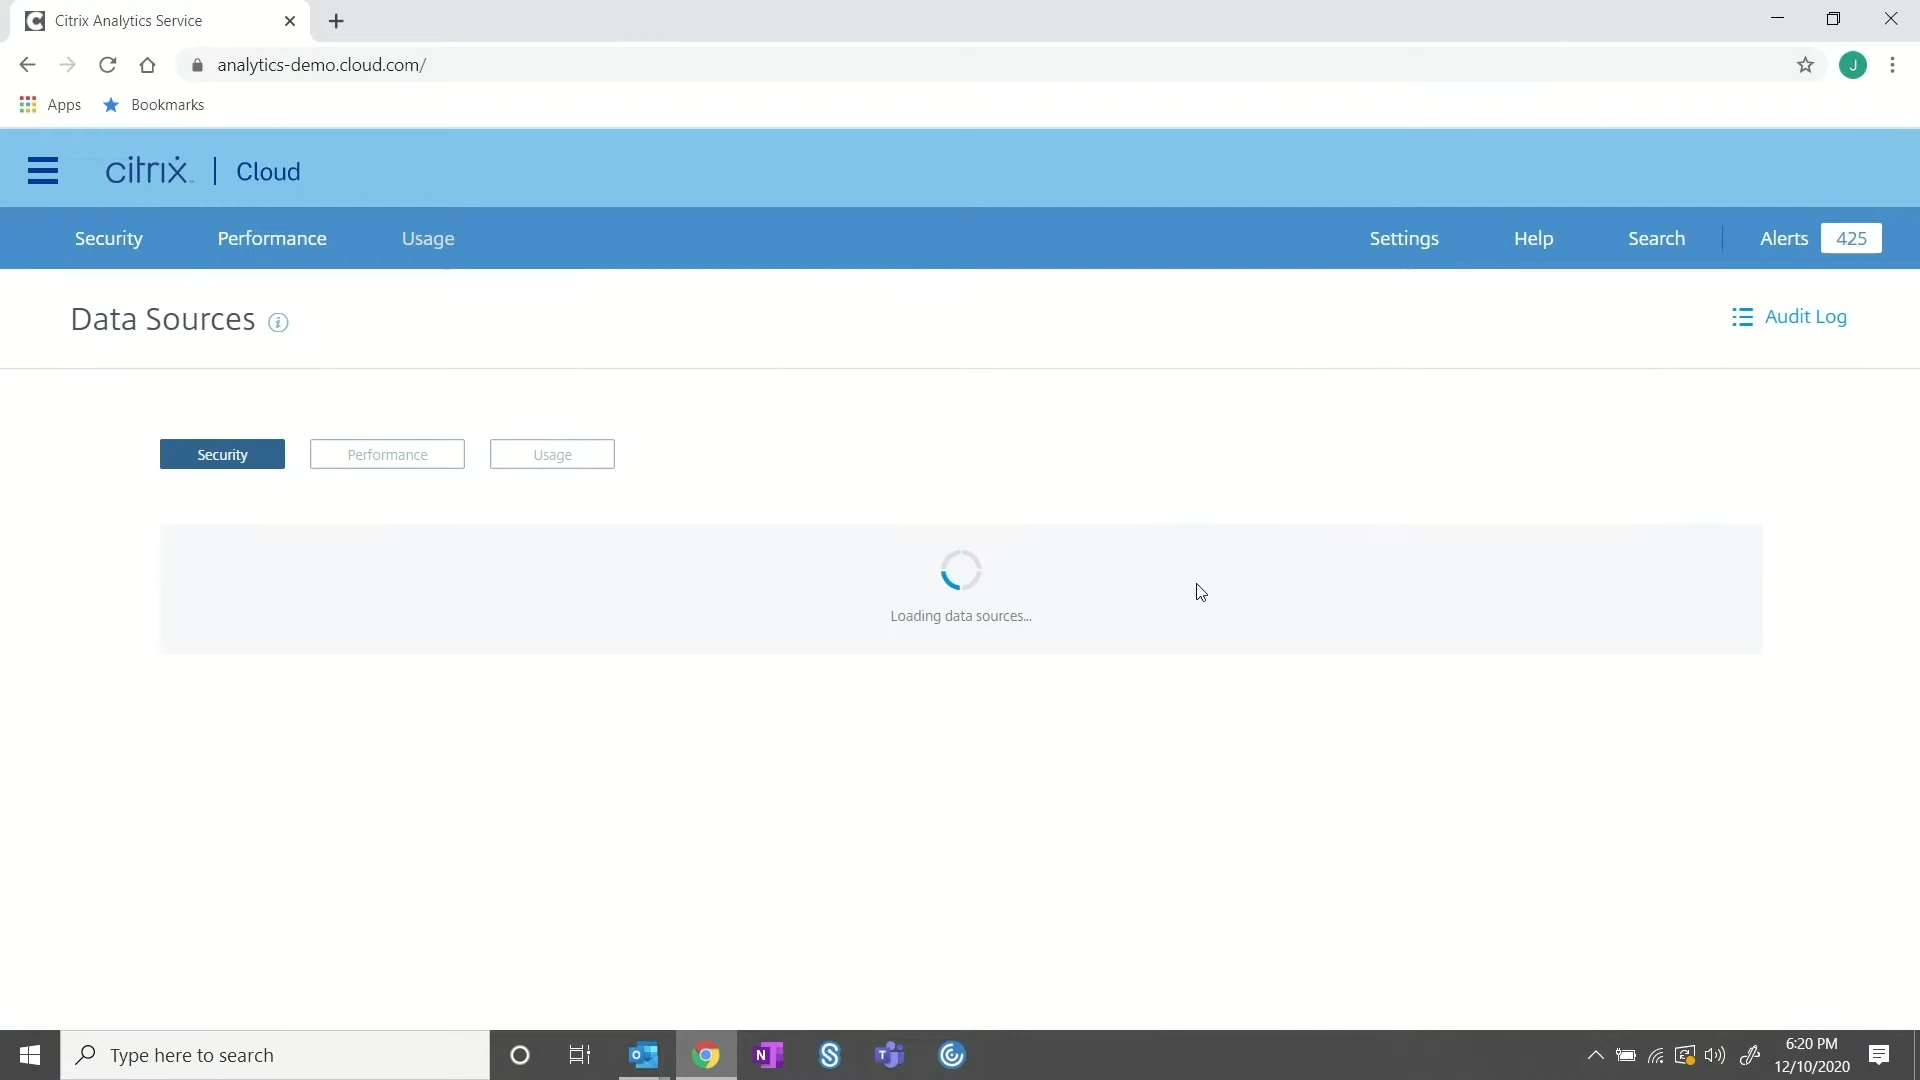 Citrix Analytics Service
analytics-demo.cloud.com/
J
Apps
Bookmarks
citrix
Cloud
Security
Performance
Usage
Settings
Help
Search
Alerts
425
Data Sources
Audit Log
Security
Performance
Usage
Loading data sources...
Type here to search
6:20 PM
12/10/2020